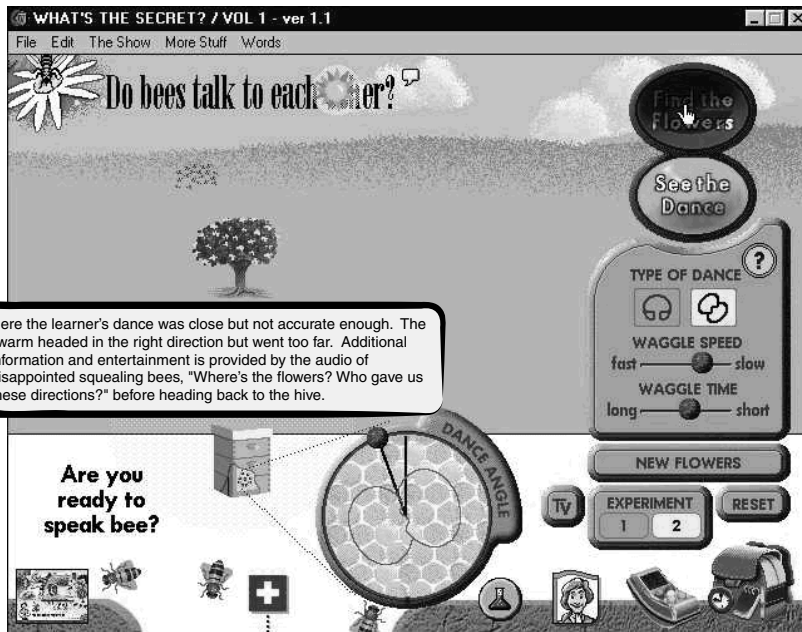 WHAT'S THE SECRET? / VOL 1 - ver 1.1
File Edit The Show More Stuff Words
Do bees talk to each her?
Find the
Flowers
See the
Dance
?
TYPE OF DANCE
WAGGLE SPEED
fast slow
WAGGLE TIME
long short
ere the learner's dance was close but not accurate enough. The
warm headed in the right direction but went too far. Additional
nformation and entertainment is provided by the audio of
isappointed squealing bees, "Where's the flowers? Who gave us
hese directions?" before heading back to the hive.
DANCE ANGLE
Are you
ready to
speak bee?
NEW FLOWERS
TV
EXPERIMENT
1 2
RESET